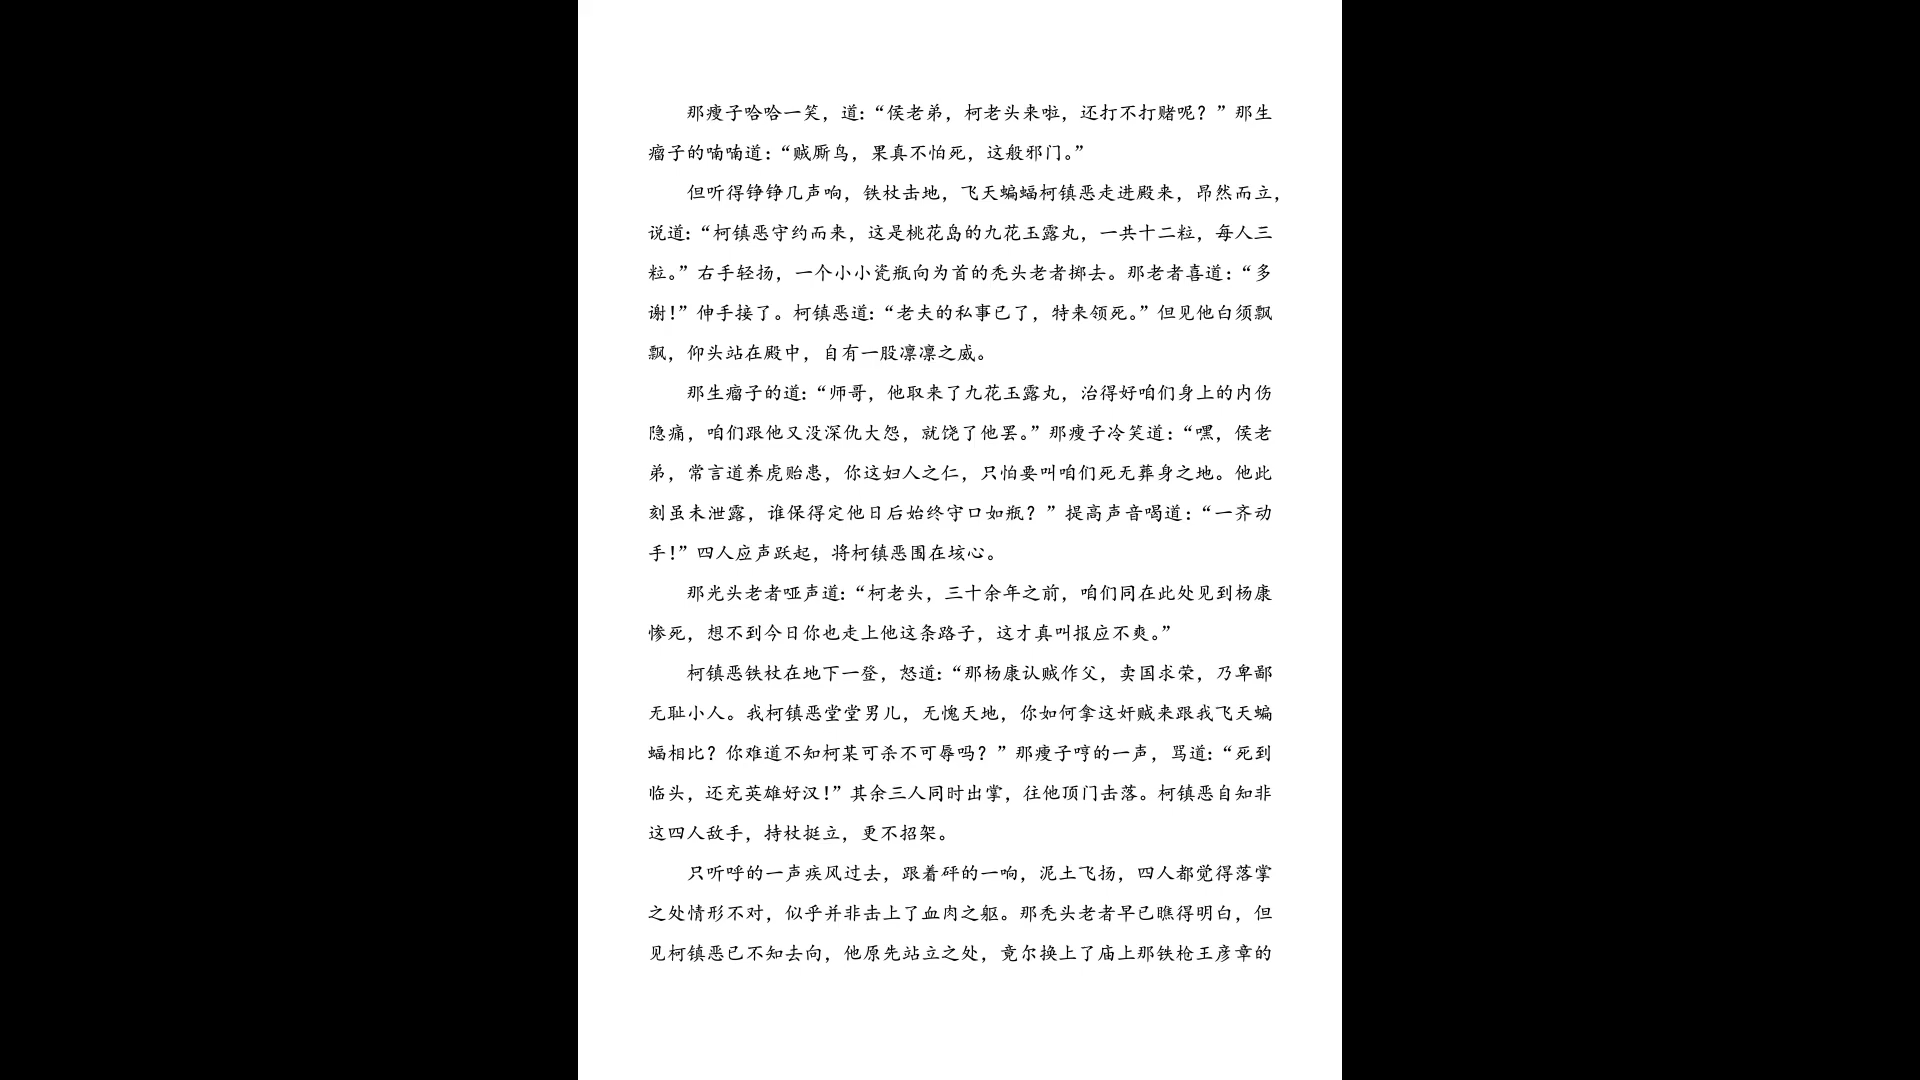 那瘦子哈哈一笑，道：“侯老弟，柯老头来啦，还打不打赌呢？”那生
瘤子的喃喃道：“贼厮鸟，果真不怕死，这般邪门。”
但听得铮铮几声响，铁杖击地，飞天蝙蝠柯镇恶走进殿来，昂然而立，
说道：“柯镇恶守约而来，这是桃花岛的九花玉露丸，一共十二粒，每人三
粒。”右手轻扬，一个小小瓷瓶向为首的秃头老者掷去。那老者喜道：“多
谢！”伸手接了。柯镇恶道：“老夫的私事已了，特来领死。”但见他白须飘
飘，仰头站在殿中，自有一股凛凛之威。
那生瘤子的道：“师哥，他取来了九花玉露丸，治得好咱们身上的内伤
隐痛，咱们跟他又没深仇大怨，就饶了他罢。”那瘦子冷笑道：“嘿，侯老
弟，常言道养虎贻患，你这妇人之仁，只怕要叫咱们死无葬身之地。他此
刻虽未泄露，谁保得定他日后始终守口如瓶？”提高声音喝道：“一齐动
手！”四人应声跃起，将柯镇恶围在垓心。
那光头老者哑声道：“柯老头，三十余年之前，咱们同在此处见到杨康
惨死，想不到今日你也走上他这条路子，这才真叫报应不爽。”
柯镇恶铁杖在地下一登，怒道：“那杨康认贼作父，卖国求荣，乃卑鄙
无耻小人。我柯镇恶堂堂男儿，无愧天地，你如何拿这奸贼来跟我飞天蝙
蝠相比？你难道不知柯某可杀不可辱吗？”那瘦子哼的一声，骂道：“死到
临头，还充英雄好汉！”其余三人同时出掌，往他顶门击落。柯镇恶自知非
这四人敌手，持杖挺立，更不招架。
只听呼的一声疾风过去，跟着砰的一响，泥土飞扬，四人都觉得落掌
之处情形不对，似乎并非击上了血肉之躯。那秃头老者早已瞧得明白，但
见柯镇恶已不知去向，他原先站立之处，竟尔换上了庙上那铁枪王彦章的